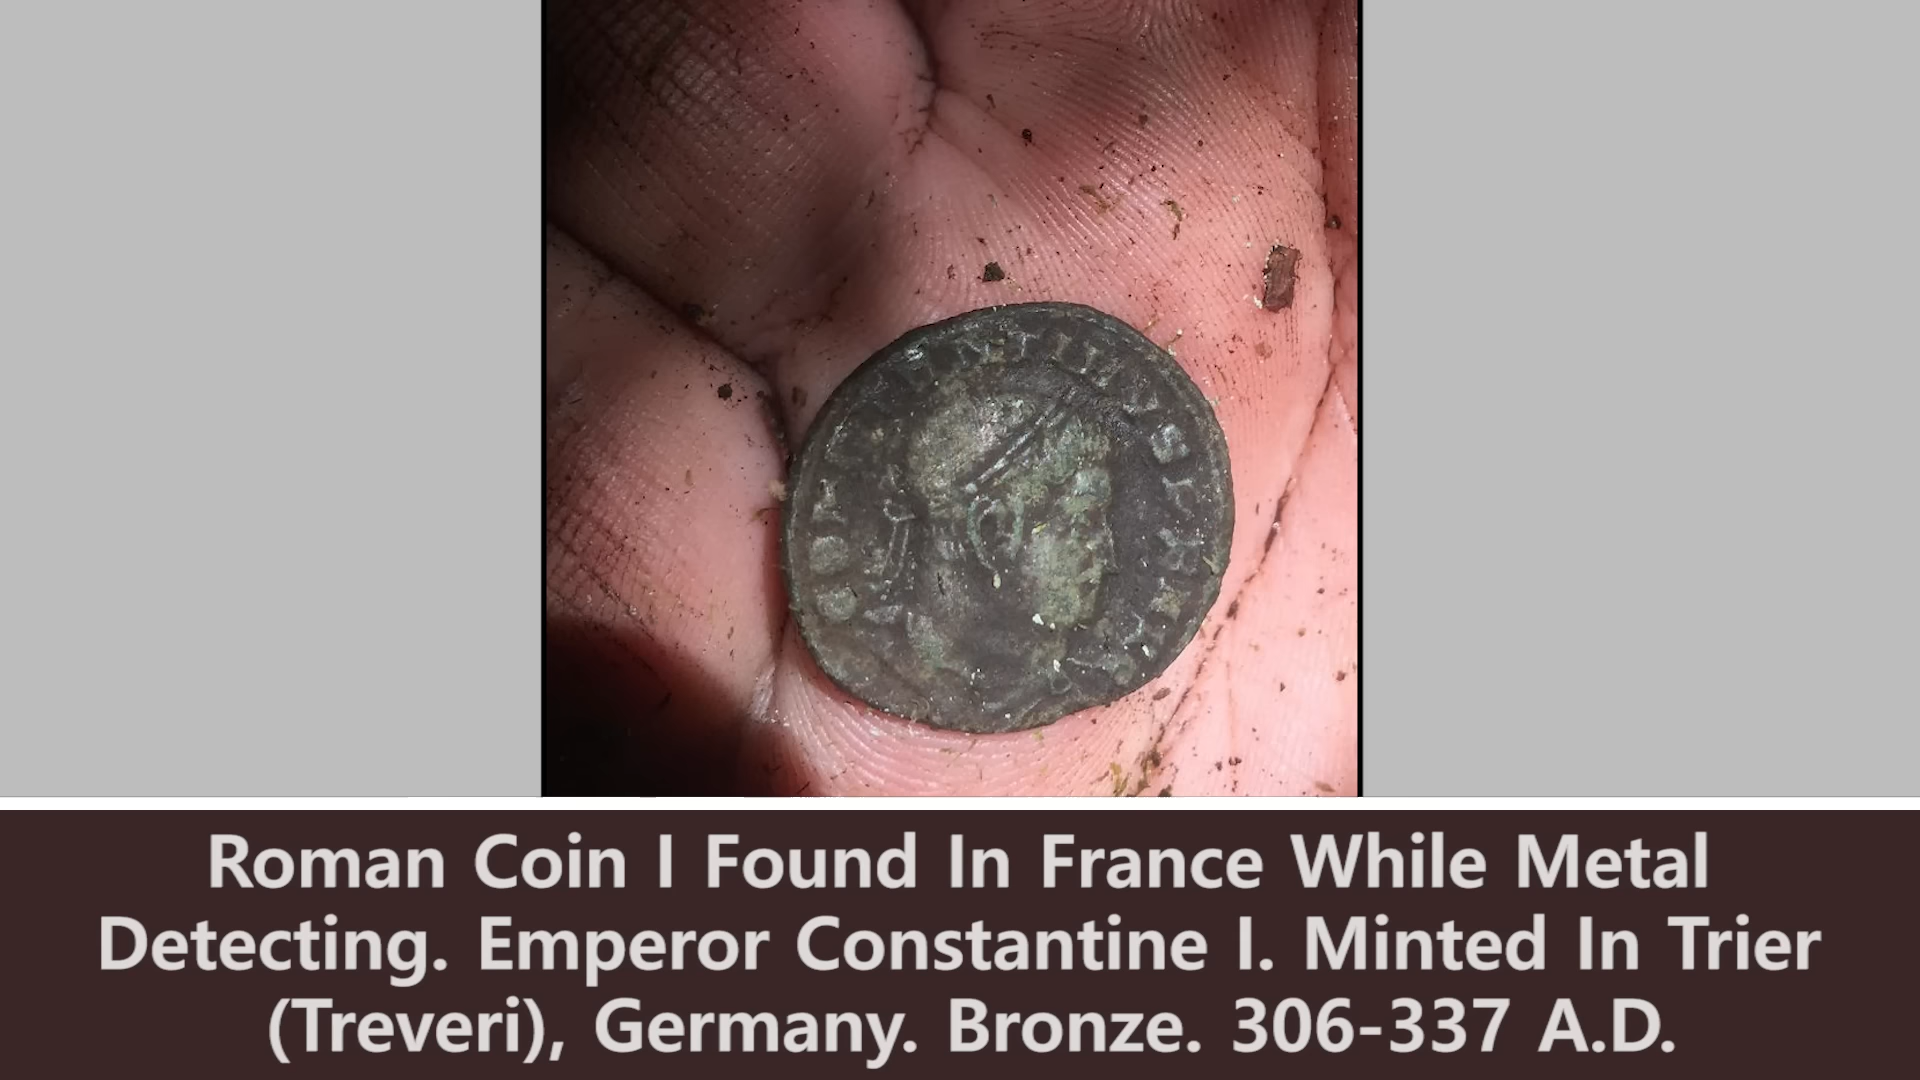 Roman Coin I Found In France While Metal
Detecting. Emperor Constantine I. Minted In Trier
(Treveri), Germany. Bronze. 306-337 A.D.